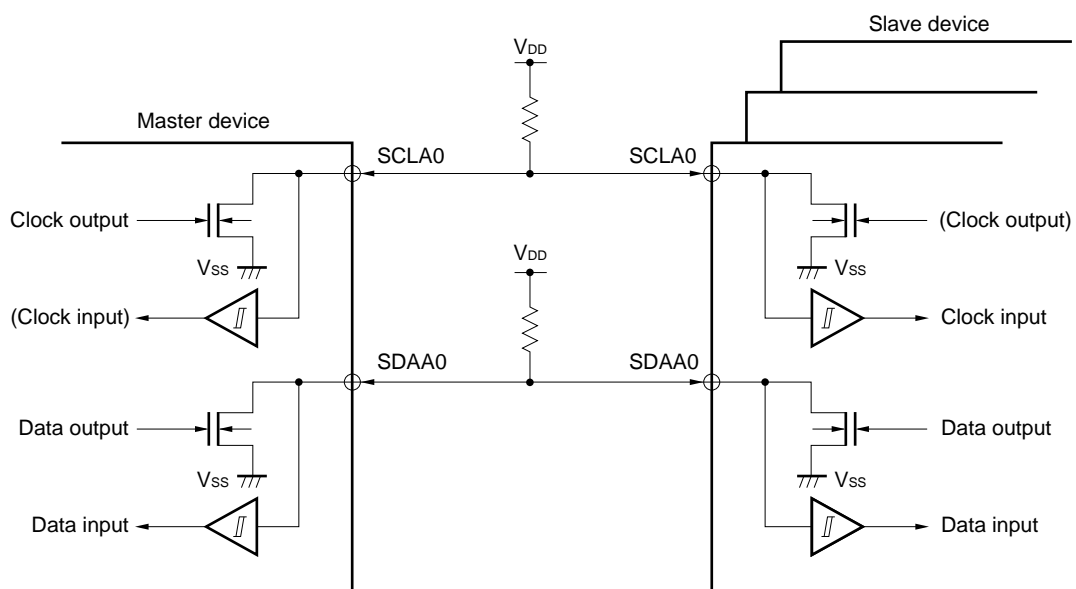 Slave device
VDD
Master device
SCLA0 SCLA0
Clock output (Clock output)
VSS VSS
VDD
(Clock input) Clock input
SDAA0 SDAA0
Data output Data output
VSS VSS
Data input Data input